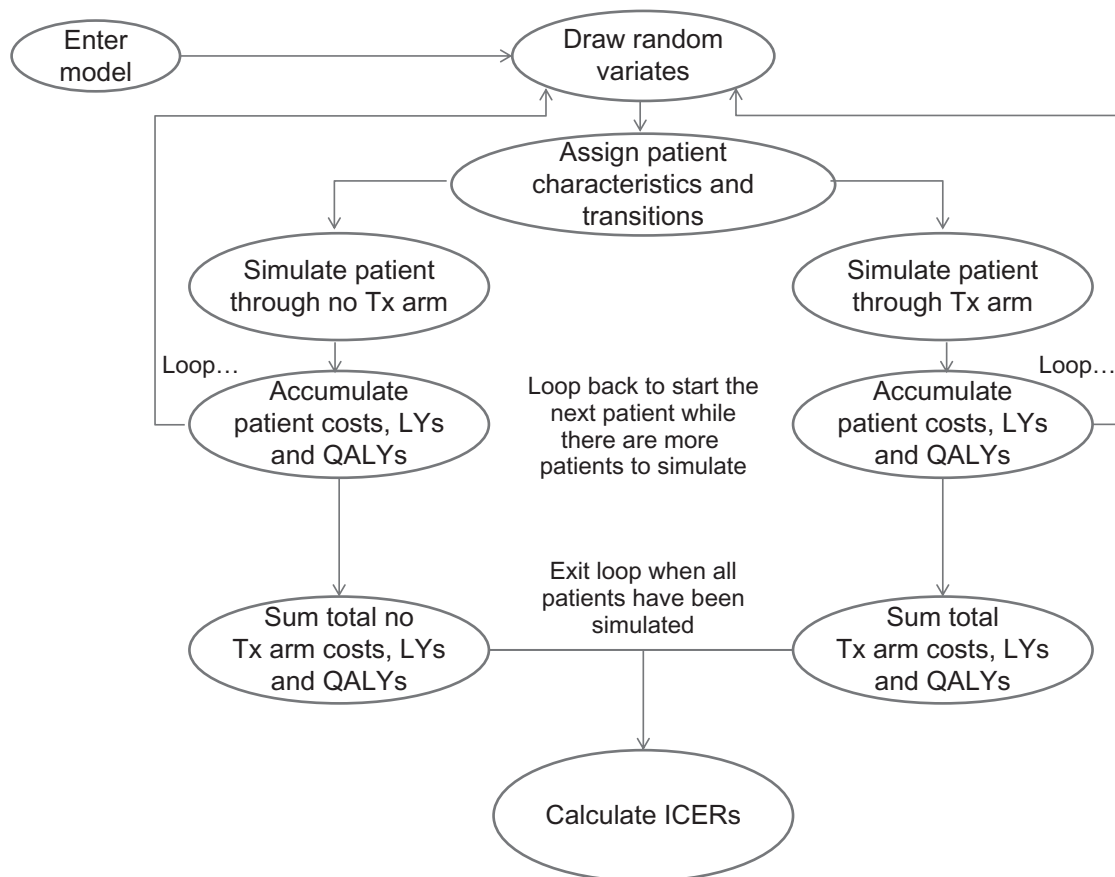 Enter
model
Draw random
variates
Assign patient
characteristics and
transitions
Simulate patient
through no Tx arm
Simulate patient
through Tx arm
Loop…
Loop…
Accumulate
patient costs, LYs
and QALYs
Loop back to start the
next patient while
there are more
patients to simulate
Accumulate
patient costs, LYs
and QALYs
Exit loop when all
patients have been
simulated
Sum total no
Tx arm costs, LYs
and QALYs
Sum total
Tx arm costs, LYs
and QALYs
Calculate ICERs